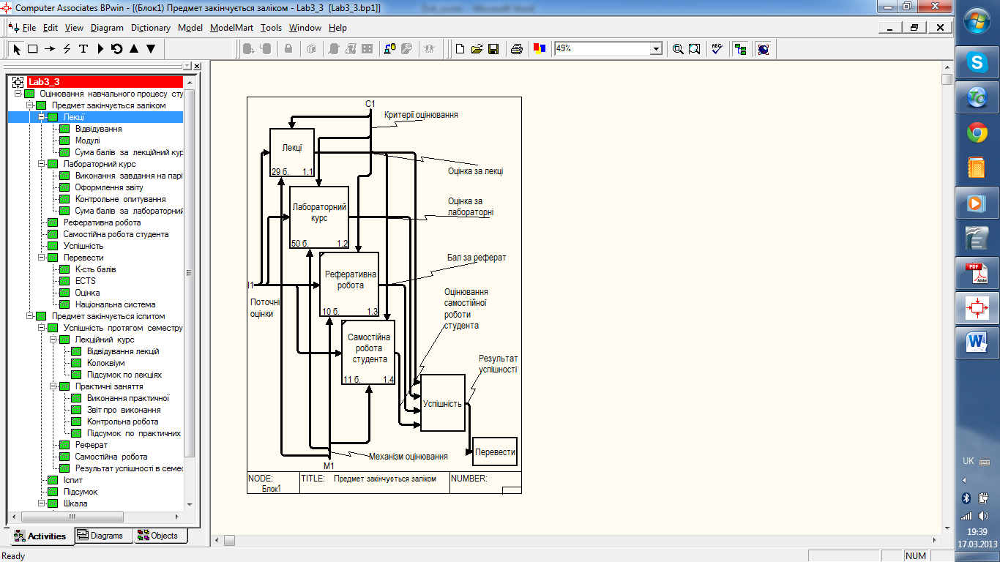 Computer Associates BPwin - [(Блок1) Предмет закінчується заліком - Lab3_3 [Lab3_3.bp1]]
File Edit View Diagram Dictionary Model ModelMart Tools Window Help
49%
ABC
Lab3_3
Оцінювання навчального процесу сту
Предмет закінчується заліком
Лекції
Відвідування
Модулі
Сума балів за лекційний кур
Лабораторний курс
Виконання завдання на парі
Оформлення звіту
Контрольне опитування
Сума балів за лабораторний
Реферативна робота
Самостійна робота студента
Успішність
Перевести
К-сть балів
ECTS
Оцінка
Національна система
Предмет закінчується іспитом
Успішність протягом семестру
Лекційний курс
Відвідування лекцій
Колоквіум
Підсумок по лекціях
Практичні заняття
Виконання практичної
Звіт про виконання
Контрольна робота
Підсумок по практичних
Реферат
Самостійна робота
Результат успішності в семес
Іспит
Підсумок
Шкала
Activities Diagrams Objects
C1
Критерії оцінювання
Лекції
29 б. 1.1
Оцінка за лекції
Лабораторний
курс
50 б. 1.2
Оцінка за
лабораторні
Реферативна
робота
10 б. 1.3
Бал за реферат
I1
Поточні
оцінки
Оцінювання
самостійної
роботи
студента
Самостійна
робота
студента
11 б. 1.4
Результат
успішності
Успішність
Перевести
Механізм оцінювання
M1
NODE: TITLE: Предмет закінчується заліком NUMBER:
Блок1
Ready
NUM
PDF
Adobe
UK
19:39
17.03.2013